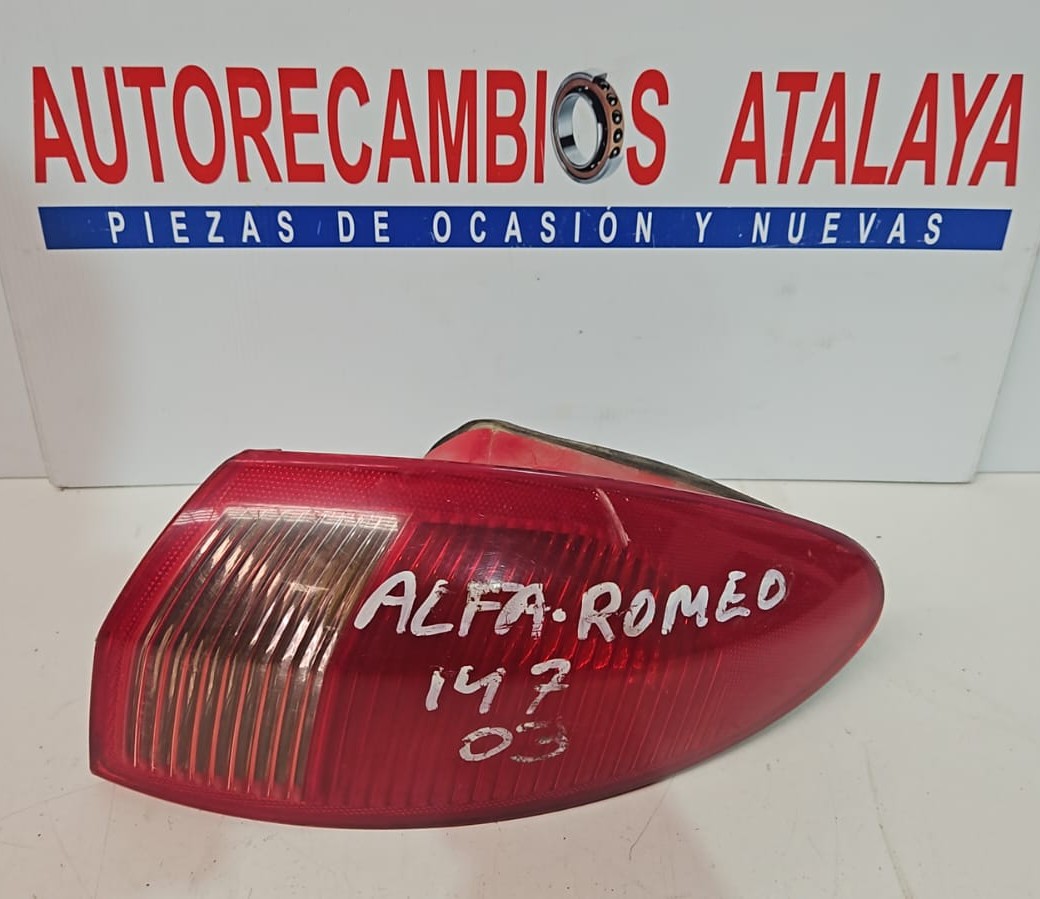 AUTORECAMBIOS ATALAYA
PIEZAS DE OCASIÓN Y NUEVAS
ALFA·ROMEO
147
03